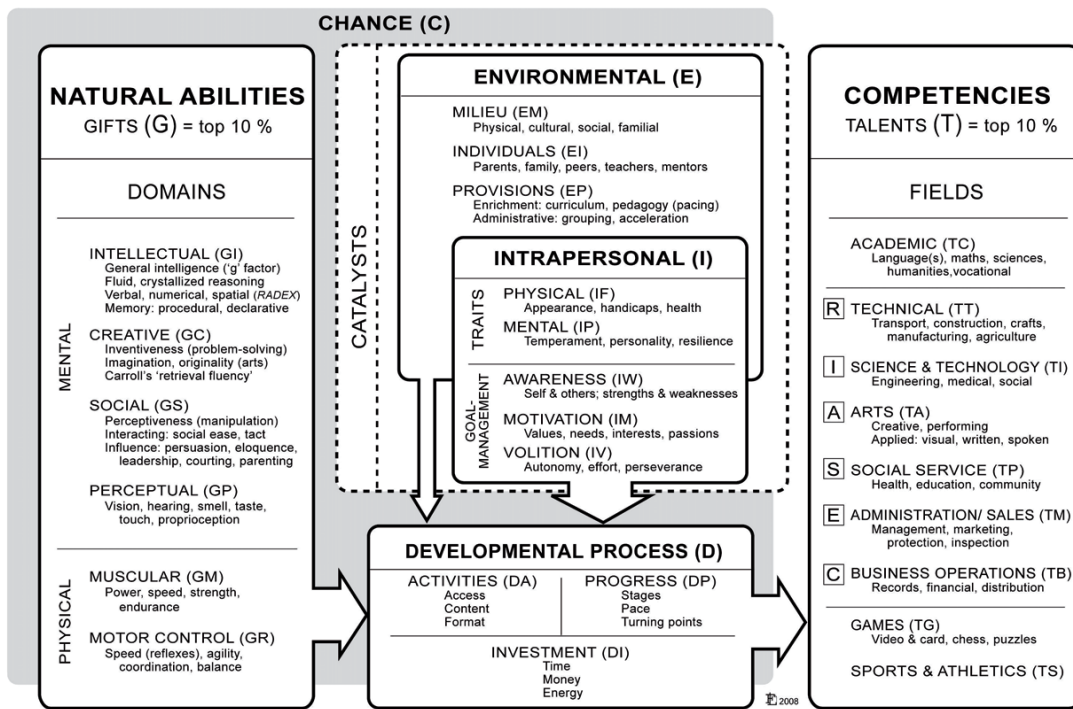 CHANCE (C)
NATURAL ABILITIES
GIFTS (G) = top 10 %
DOMAINS
MENTAL
INTELLECTUAL (GI)
General intelligence (‘g’ factor)
Fluid, crystallized reasoning
Verbal, numerical, spatial (RADEX)
Memory: procedural, declarative
CREATIVE (GC)
Inventiveness (problem-solving)
Imagination, originality (arts)
Carroll’s ‘retrieval fluency’
SOCIAL (GS)
Perceptiveness (manipulation)
Interacting: social ease, tact
Influence: persuasion, eloquence,
leadership, courting, parenting
PERCEPTUAL (GP)
Vision, hearing, smell, taste,
touch, proprioception
PHYSICAL
MUSCULAR (GM)
Power, speed, strength,
endurance
MOTOR CONTROL (GR)
Speed (reflexes), agility,
coordination, balance
CATALYSTS
ENVIRONMENTAL (E)
MILIEU (EM)
Physical, cultural, social, familial
INDIVIDUALS (EI)
Parents, family, peers, teachers, mentors
PROVISIONS (EP)
Enrichment: curriculum, pedagogy (pacing)
Administrative: grouping, acceleration
INTRAPERSONAL (I)
TRAITS
PHYSICAL (IF)
Appearance, handicaps, health
MENTAL (IP)
Temperament, personality, resilience
GOAL-
MANAGEMENT
AWARENESS (IW)
Self & others; strengths & weaknesses
MOTIVATION (IM)
Values, needs, interests, passions
VOLITION (IV)
Autonomy, effort, perseverance
DEVELOPMENTAL PROCESS (D)
ACTIVITIES (DA)
Access
Content
Format
PROGRESS (DP)
Stages
Pace
Turning points
INVESTMENT (DI)
Time
Money
Energy
2008
COMPETENCIES
TALENTS (T) = top 10 %
FIELDS
ACADEMIC (TC)
Language(s), maths, sciences,
humanities,vocational
R TECHNICAL (TT)
Transport, construction, crafts,
manufacturing, agriculture
I SCIENCE & TECHNOLOGY (TI)
Engineering, medical, social
A ARTS (TA)
Creative, performing
Applied: visual, written, spoken
S SOCIAL SERVICE (TP)
Health, education, community
E ADMINISTRATION/ SALES (TM)
Management, marketing,
protection, inspection
C BUSINESS OPERATIONS (TB)
Records, financial, distribution
GAMES (TG)
Video & card, chess, puzzles
SPORTS & ATHLETICS (TS)